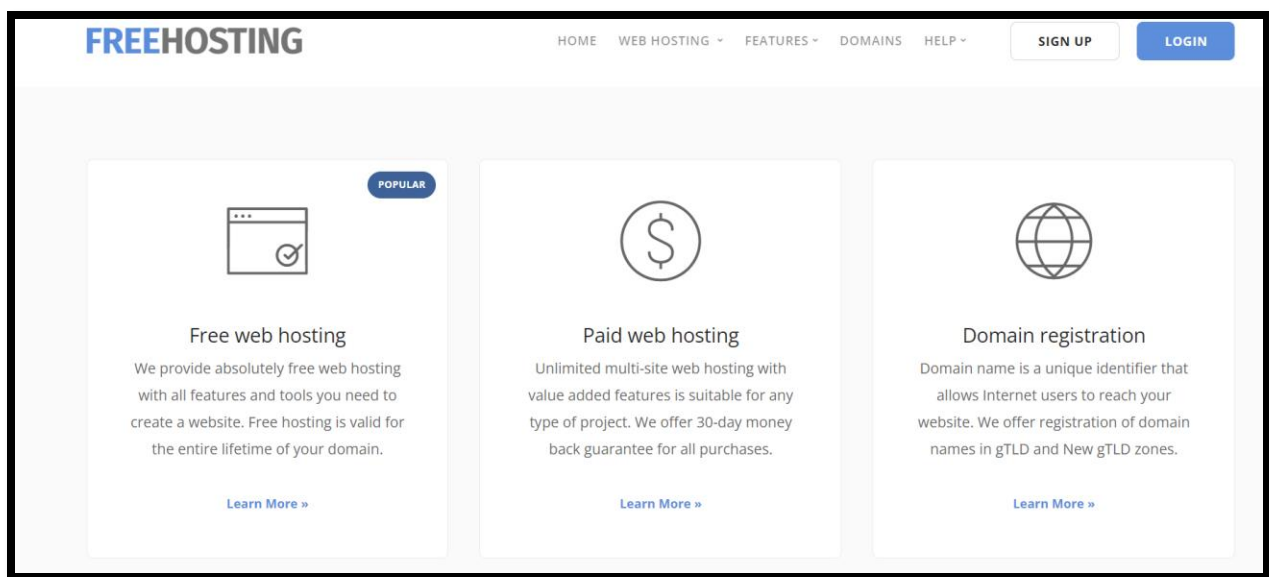 FREEHOSTING
HOME WEB HOSTING FEATURES DOMAINS HELP SIGN UP LOGIN
POPULAR
Free web hosting
We provide absolutely free web hosting
with all features and tools you need to
create a website. Free hosting is valid for
the entire lifetime of your domain.
Learn More »
$
Paid web hosting
Unlimited multi-site web hosting with
value added features is suitable for any
type of project. We offer 30-day money
back guarantee for all purchases.
Learn More »
Domain registration
Domain name is a unique identifier that
allows Internet users to reach your
website. We offer registration of domain
names in gTLD and New gTLD zones.
Learn More »